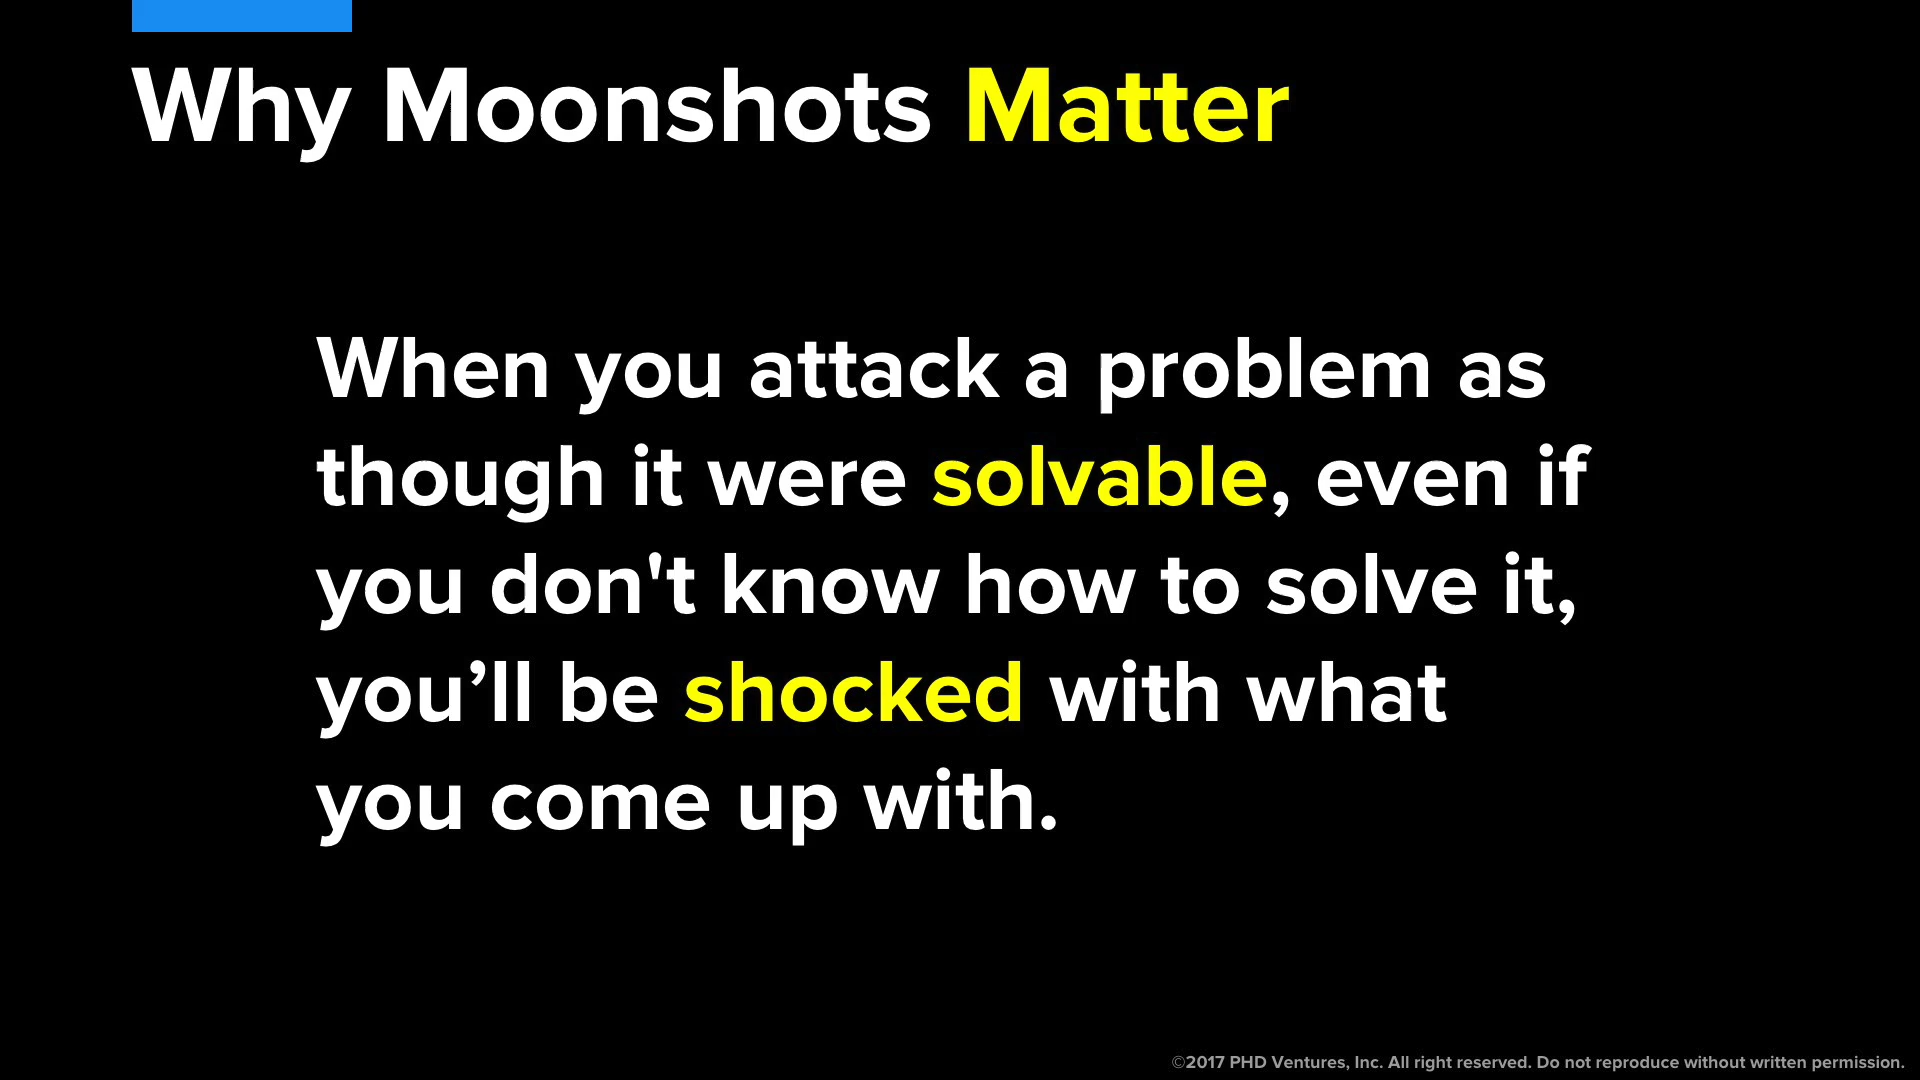 Why Moonshots Matter
When you attack a problem as
though it were solvable, even if
you don't know how to solve it,
you’ll be shocked with what
you come up with.
©2017 PHD Ventures, Inc. All right reserved. Do not reproduce without written permission.